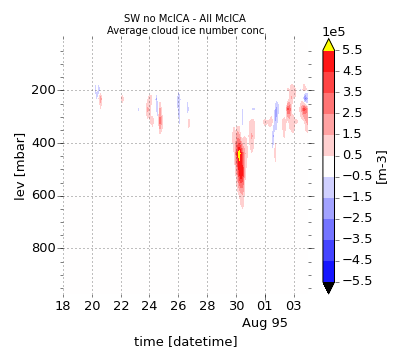 SW no McICA - All McICA
Average cloud ice number conc
1e5
5.5
4.5
3.5
2.5
1.5
0.5
−0.5
−1.5
−2.5
−3.5
−4.5
−5.5
[m-3]
lev [mbar]
200
400
600
800
18 20 22 24 26 28 30 01 03
Aug 95
time [datetime]